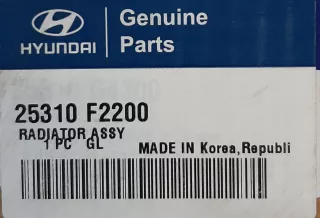 HYUNDAI
Genuine
Parts
25310 F2200
RADIATOR ASSY
1 PC GL
MADE IN Korea,Republi